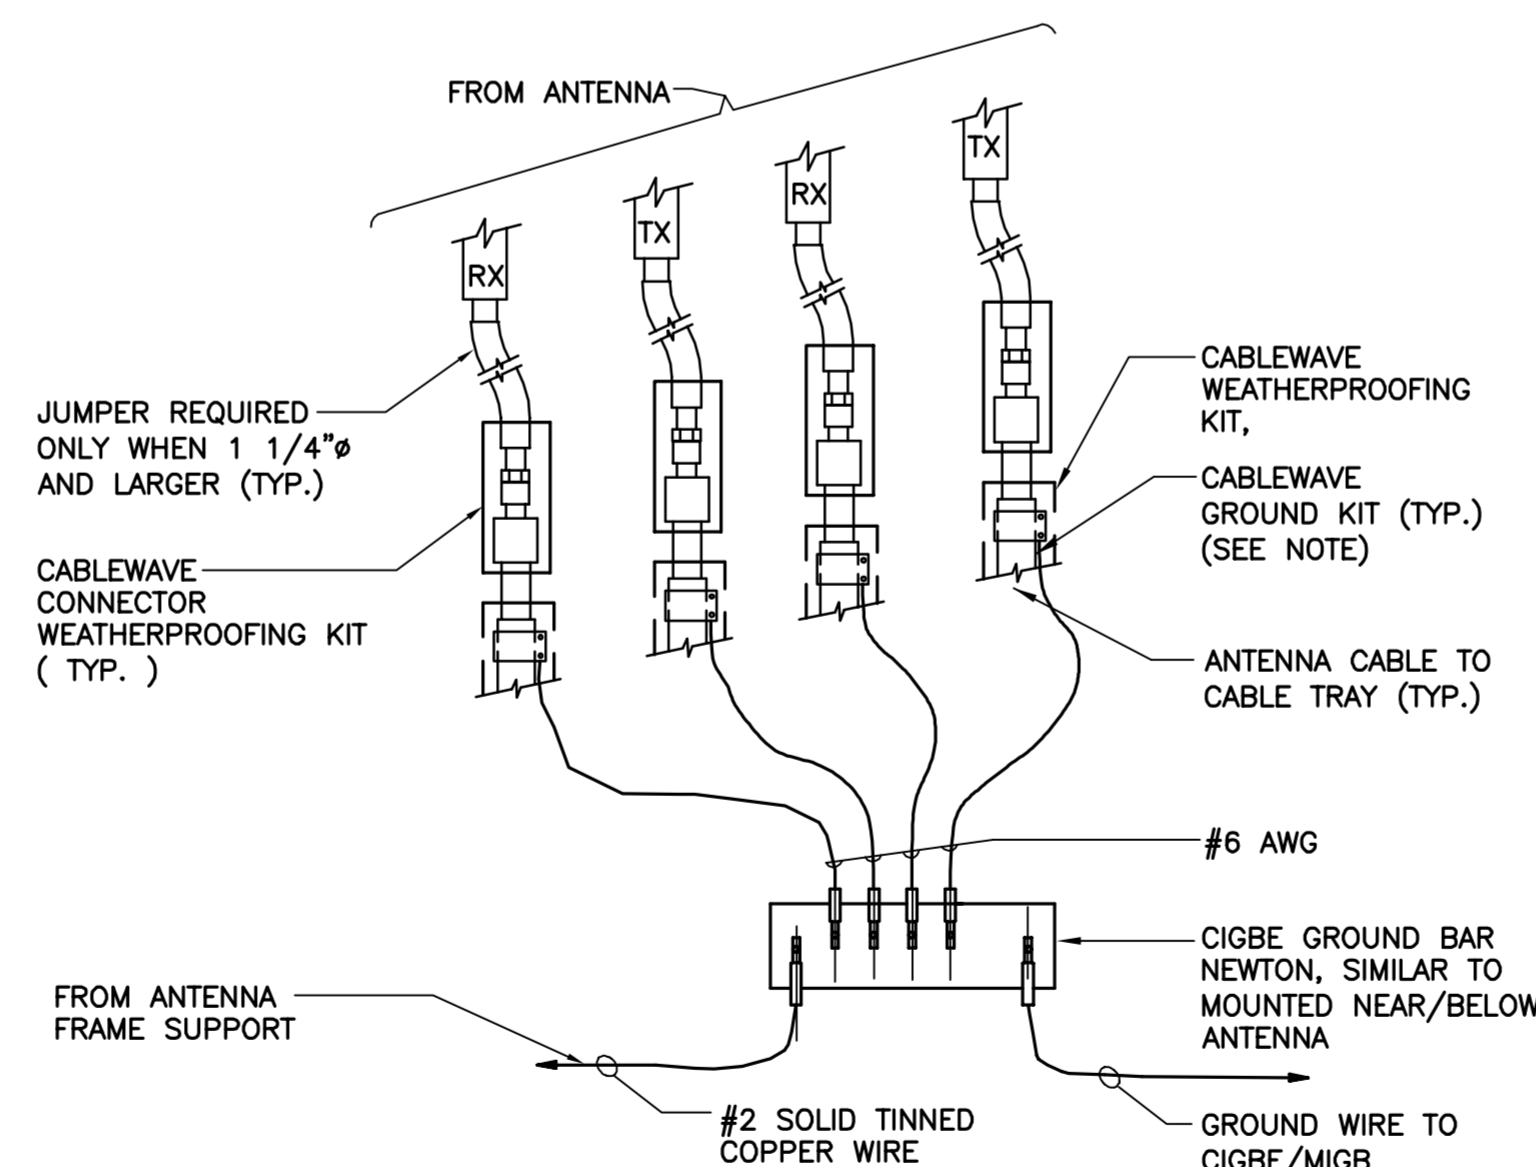 FROM ANTENNA
TX
RX
TX
RX
JUMPER REQUIRED
ONLY WHEN 1 1/4"ø
AND LARGER (TYP.)
CABLEWAVE
CONNECTOR
WEATHERPROOFING KIT
( TYP. )
CABLEWAVE
WEATHERPROOFING
KIT,
CABLEWAVE
GROUND KIT (TYP.)
(SEE NOTE)
ANTENNA CABLE TO
CABLE TRAY (TYP.)
#6 AWG
CIGBE GROUND BAR
NEWTON, SIMILAR TO
MOUNTED NEAR/BELOW
ANTENNA
FROM ANTENNA
FRAME SUPPORT
#2 SOLID TINNED
COPPER WIRE
GROUND WIRE TO
CIGBE/MIGB